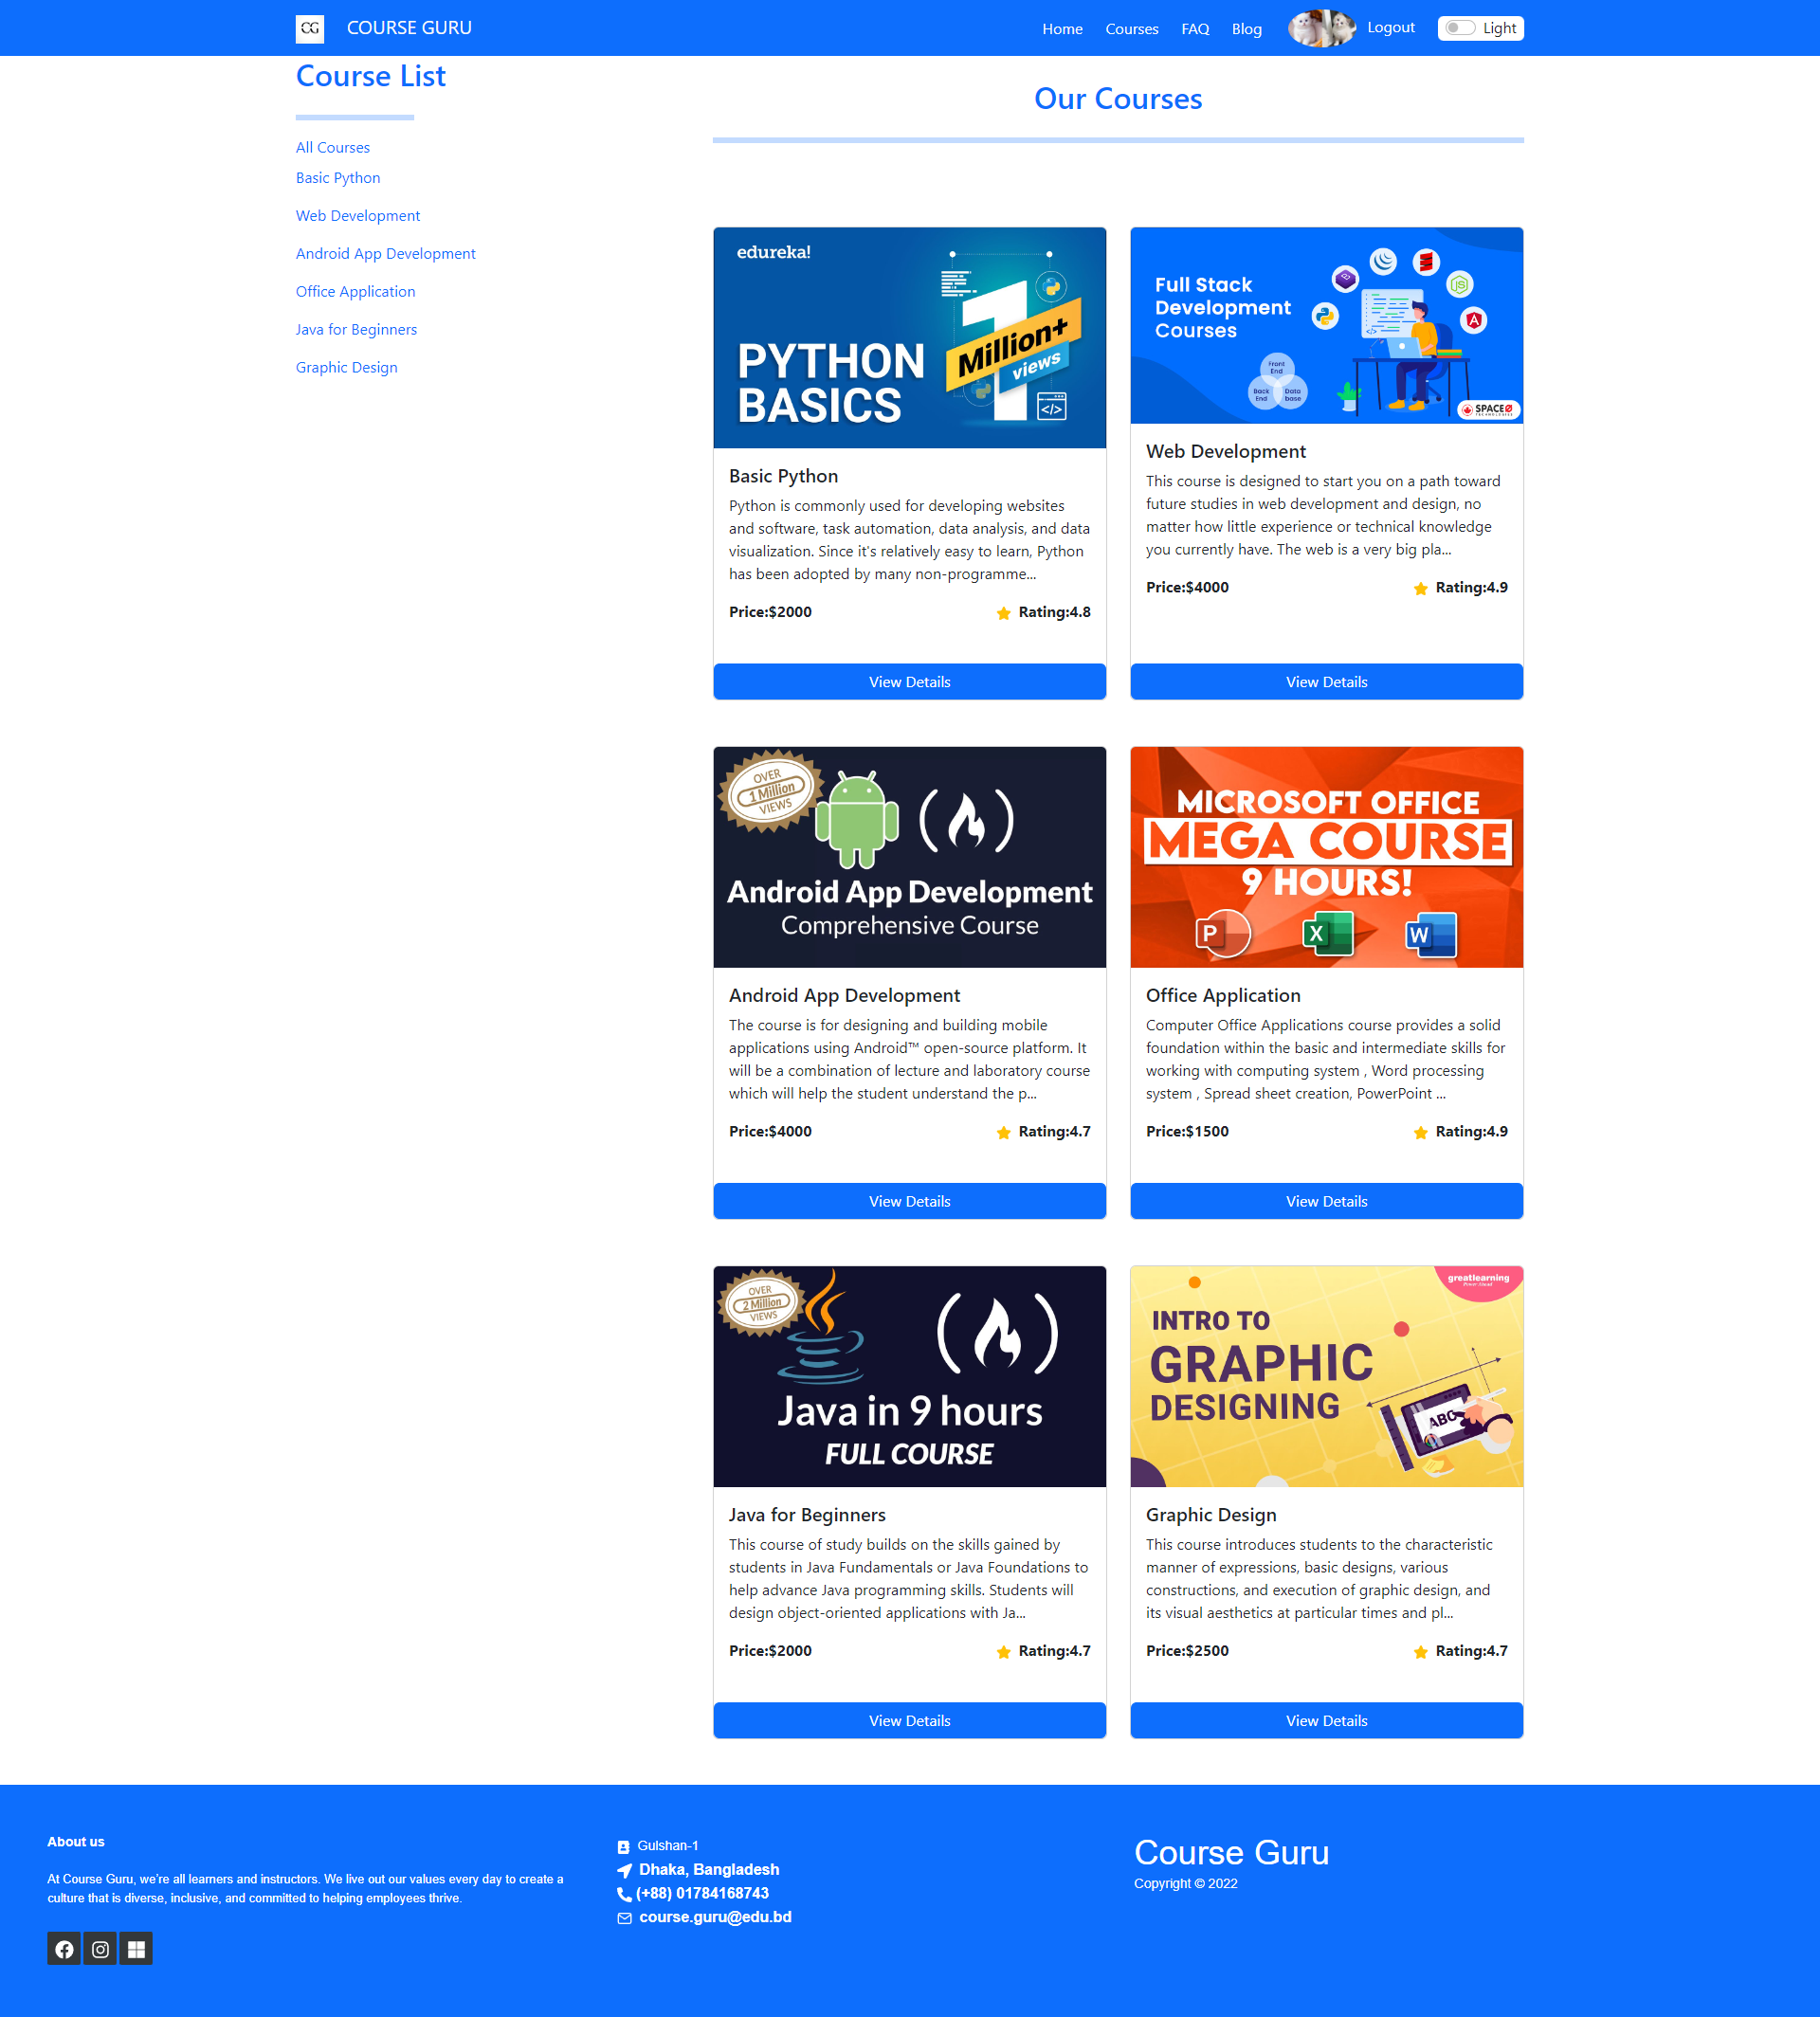 CG
COURSE GURU
Home
Courses
FAQ
Blog
Logout
Light
Course List
All Courses
Basic Python
Web Development
Android App Development
Office Application
Java for Beginners
Graphic Design
Our Courses
edureka!
1
Million+
views
PYTHON
BASICS
</>
Basic Python
Python is commonly used for developing websites
and software, task automation, data analysis, and data
visualization. Since it's relatively easy to learn, Python
has been adopted by many non-programme...
Price:$2000
Rating:4.8
View Details
Full Stack
Development
Courses
Front
End
Back
End
Data
base
SPACEO
TECHNOLOGIES
Web Development
This course is designed to start you on a path toward
future studies in web development and design, no
matter how little experience or technical knowledge
you currently have. The web is a very big pla...
Price:$4000
Rating:4.9
View Details
OVER
1 Million
VIEWS
Android App Development
Comprehensive Course
Android App Development
The course is for designing and building mobile
applications using Android™ open-source platform. It
will be a combination of lecture and laboratory course
which will help the student understand the p...
Price:$4000
Rating:4.7
View Details
MICROSOFT OFFICE
MEGA COURSE
9 HOURS!
P
X
W
Office Application
Computer Office Applications course provides a solid
foundation within the basic and intermediate skills for
working with computing system , Word processing
system , Spread sheet creation, PowerPoint ...
Price:$1500
Rating:4.9
View Details
OVER
2 Million
VIEWS
Java in 9 hours
FULL COURSE
Java for Beginners
This course of study builds on the skills gained by
students in Java Fundamentals or Java Foundations to
help advance Java programming skills. Students will
design object-oriented applications with Ja...
Price:$2000
Rating:4.7
View Details
greatlearning
Power Ahead
INTRO TO
GRAPHIC
DESIGNING
ABC
Graphic Design
This course introduces students to the characteristic
manner of expressions, basic designs, various
constructions, and execution of graphic design, and
its visual aesthetics at particular times and pl...
Price:$2500
Rating:4.7
View Details
About us
At Course Guru, we're all learners and instructors. We live out our values every day to create a
culture that is diverse, inclusive, and committed to helping employees thrive.
Gulshan-1
Dhaka, Bangladesh
(+88) 01784168743
course.guru@edu.bd
Course Guru
Copyright © 2022